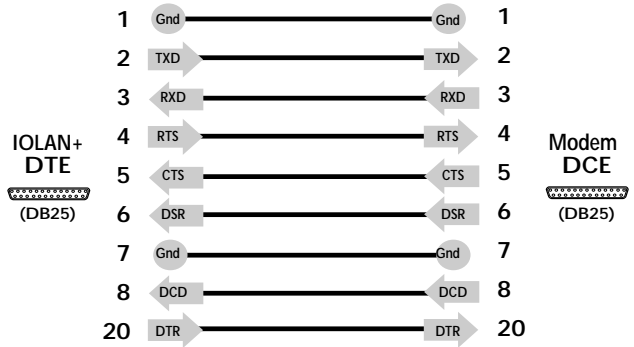 1 Gnd Gnd 1
2 TXD TXD 2
3 RXD RXD 3
4 RTS RTS 4
IOLAN+ Modem
DTE DCE
5 CTS CTS 5
(DB25) (DB25)
6 DSR DSR 6
7 Gnd Gnd 7
8 DCD DCD 8
20 DTR DTR 20